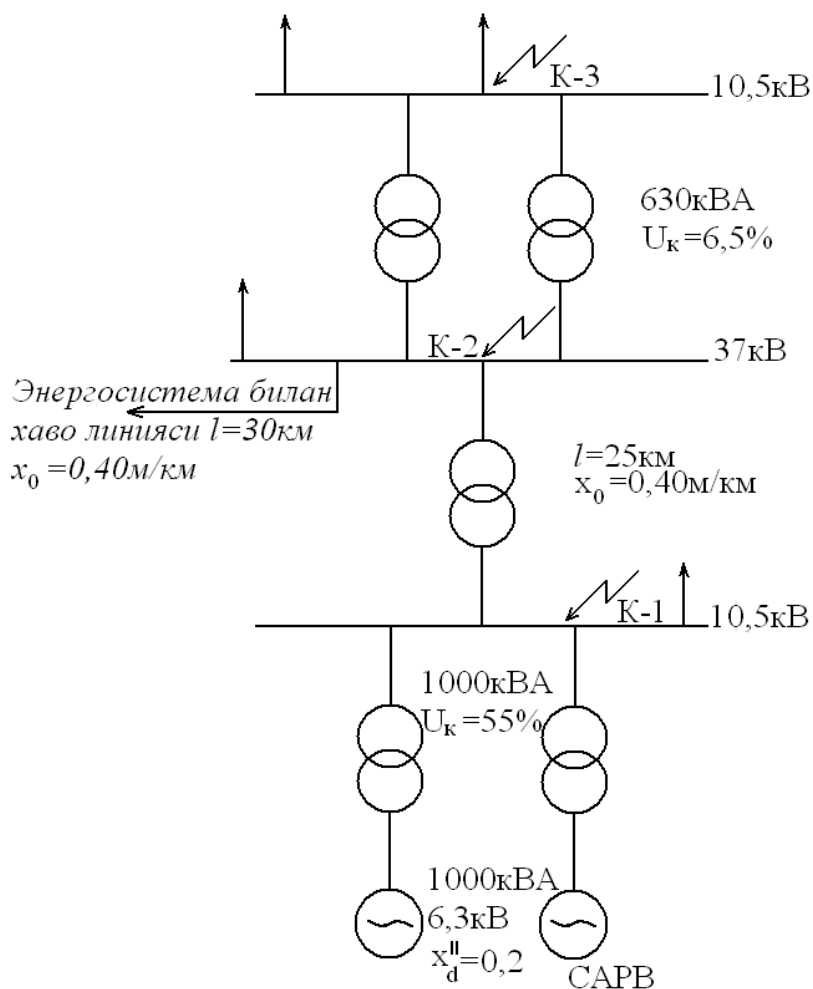 К-3
10,5кВ
630кВА
Uк=6,5%
К-2
37кВ
Энергосистема билан
хаво линияси l=30км
x₀=0,40м/км
l=25км
x₀=0,40м/км
К-1
10,5кВ
1000кВА
Uк=55%
1000кВА
6,3кВ
x"d=0,2
САРВ